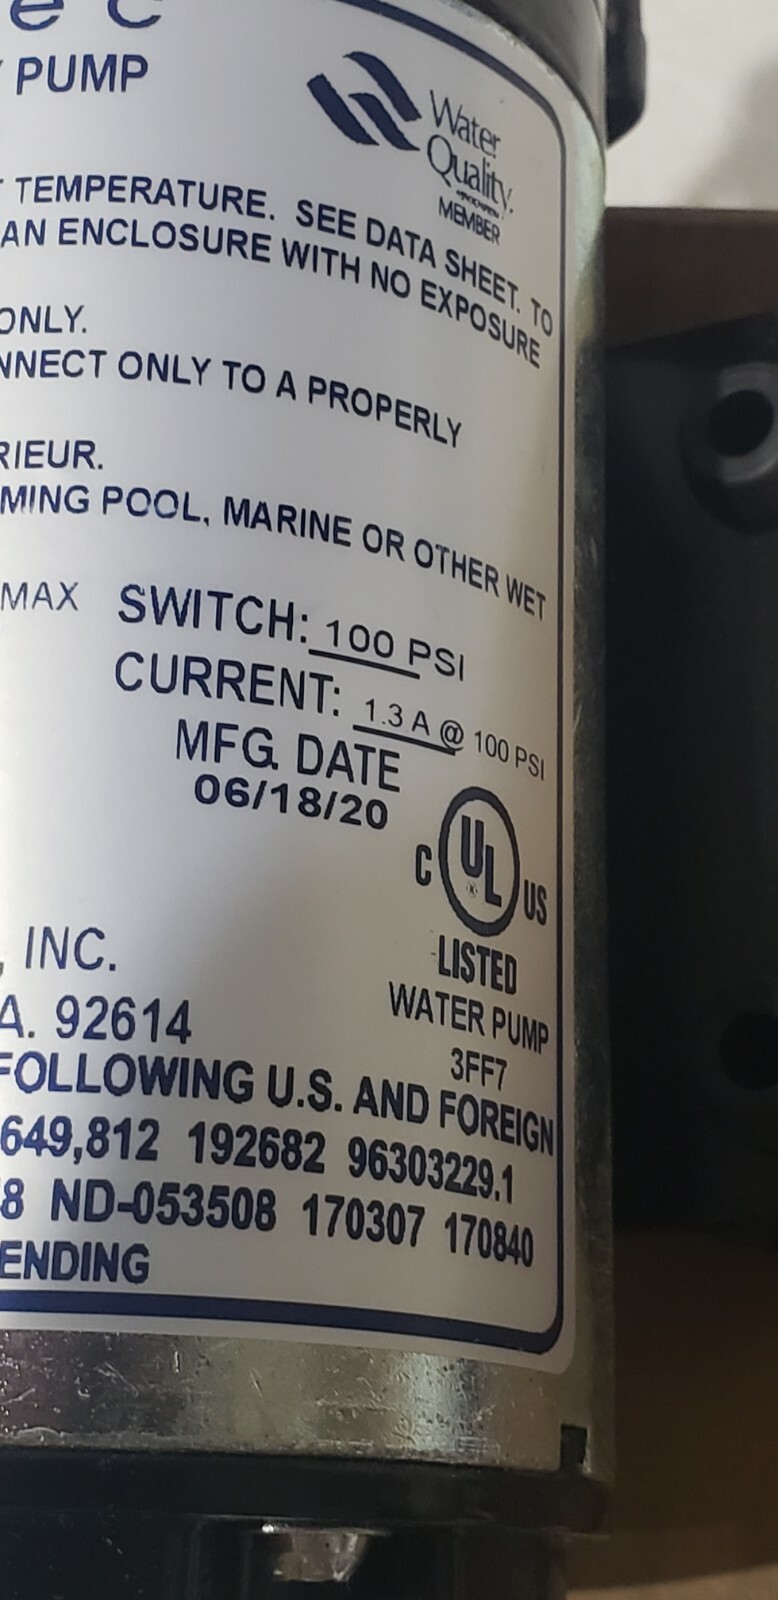 e c
PUMP
Water
Quality
MEMBER
TEMPERATURE. SEE DATA SHEET. TO
AN ENCLOSURE WITH NO EXPOSURE
ONLY.
NNECT ONLY TO A PROPERLY
RIEUR.
MING POOL, MARINE OR OTHER WET
MAX SWITCH: 100 PSI
CURRENT: 1.3 A @ 100 PSI
MFG. DATE
06/18/20
C UL US
LISTED
WATER PUMP
3FF7
, INC.
A. 92614
FOLLOWING U.S. AND FOREIGN
649,812 192682 96303229.1
8 ND-053508 170307 170840
ENDING